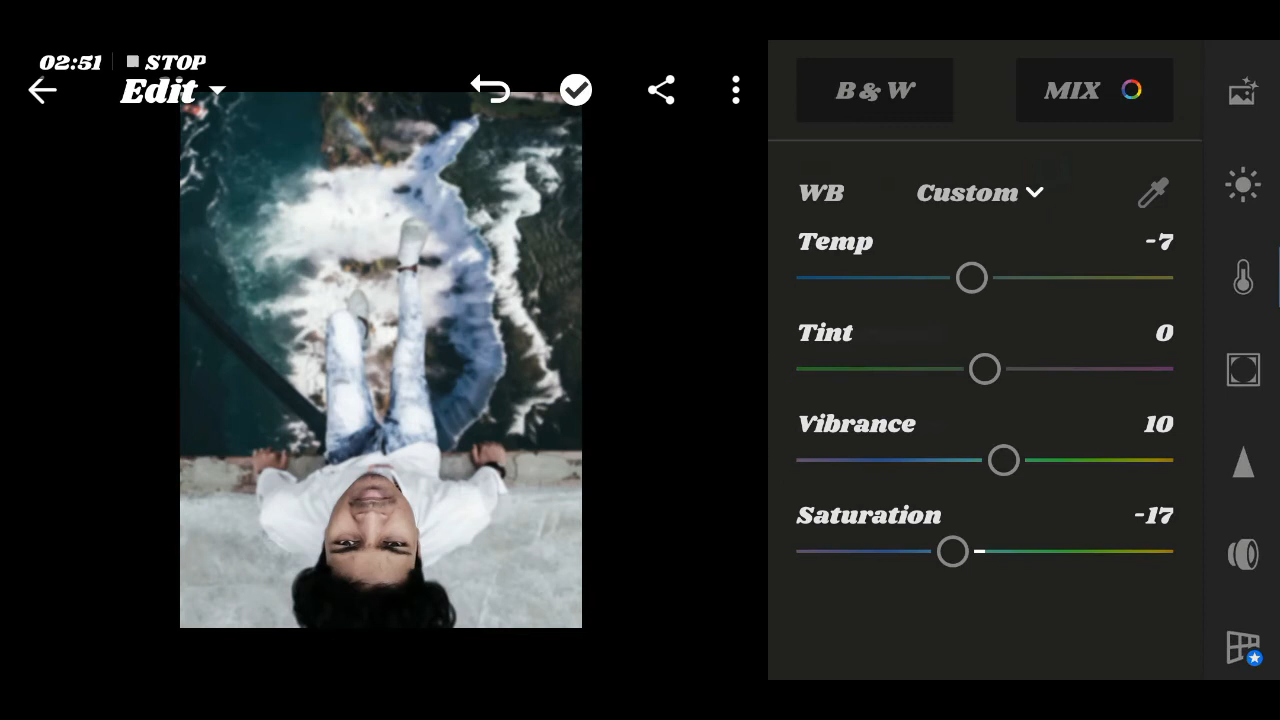 02:51 STOP
Edit
B & W MIX
WB Custom
Temp -7
Tint 0
Vibrance 10
Saturation -17